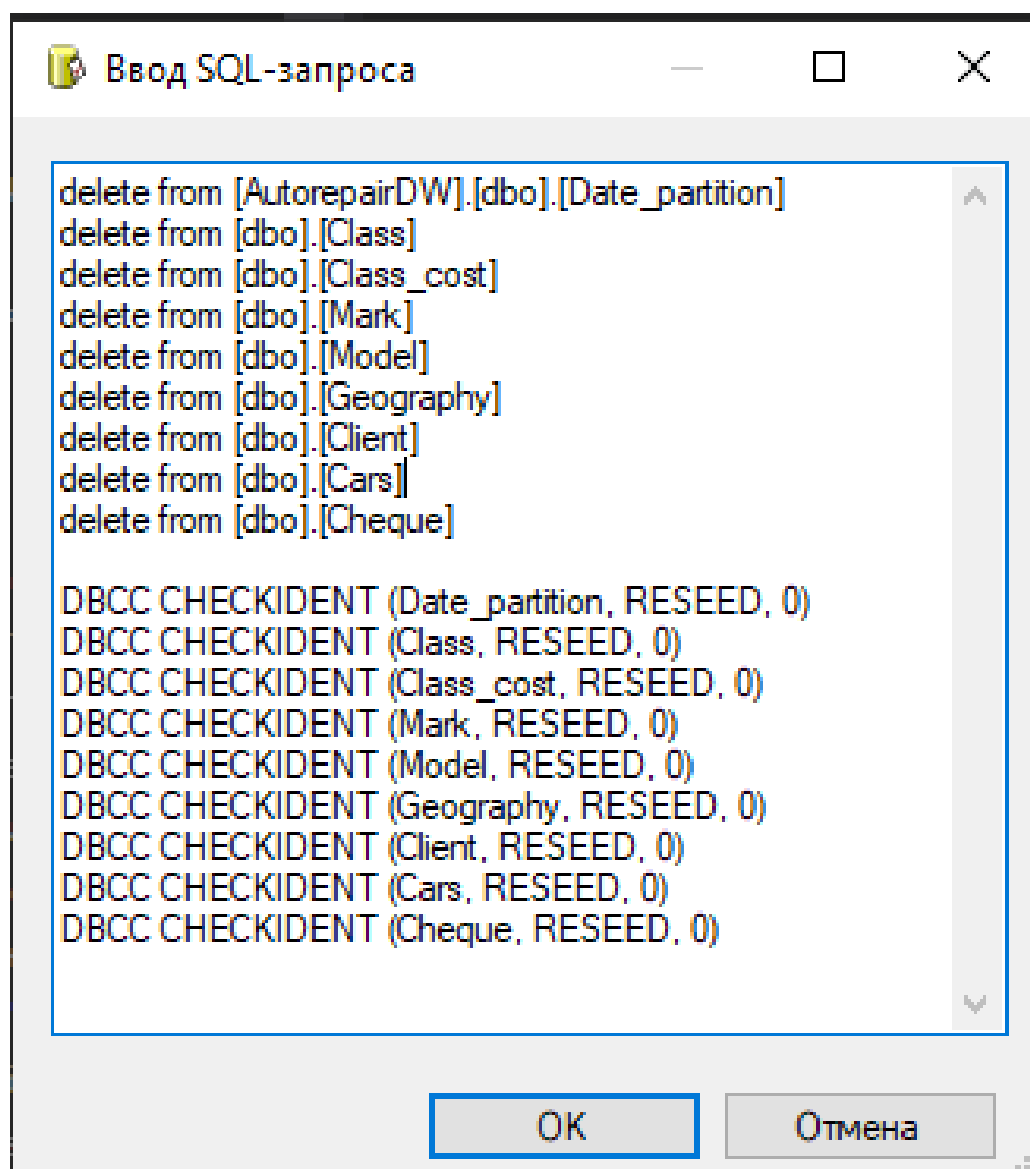 Ввод SQL-запроса
delete from [AutorepairDW].[dbo].[Date_partition]
delete from [dbo].[Class]
delete from [dbo].[Class_cost]
delete from [dbo].[Mark]
delete from [dbo].[Model]
delete from [dbo].[Geography]
delete from [dbo].[Client]
delete from [dbo].[Cars]
delete from [dbo].[Cheque]
DBCC CHECKIDENT (Date_partition, RESEED, 0)
DBCC CHECKIDENT (Class, RESEED, 0)
DBCC CHECKIDENT (Class_cost, RESEED, 0)
DBCC CHECKIDENT (Mark, RESEED, 0)
DBCC CHECKIDENT (Model, RESEED, 0)
DBCC CHECKIDENT (Geography, RESEED, 0)
DBCC CHECKIDENT (Client, RESEED, 0)
DBCC CHECKIDENT (Cars, RESEED, 0)
DBCC CHECKIDENT (Cheque, RESEED, 0)
OK Отмена